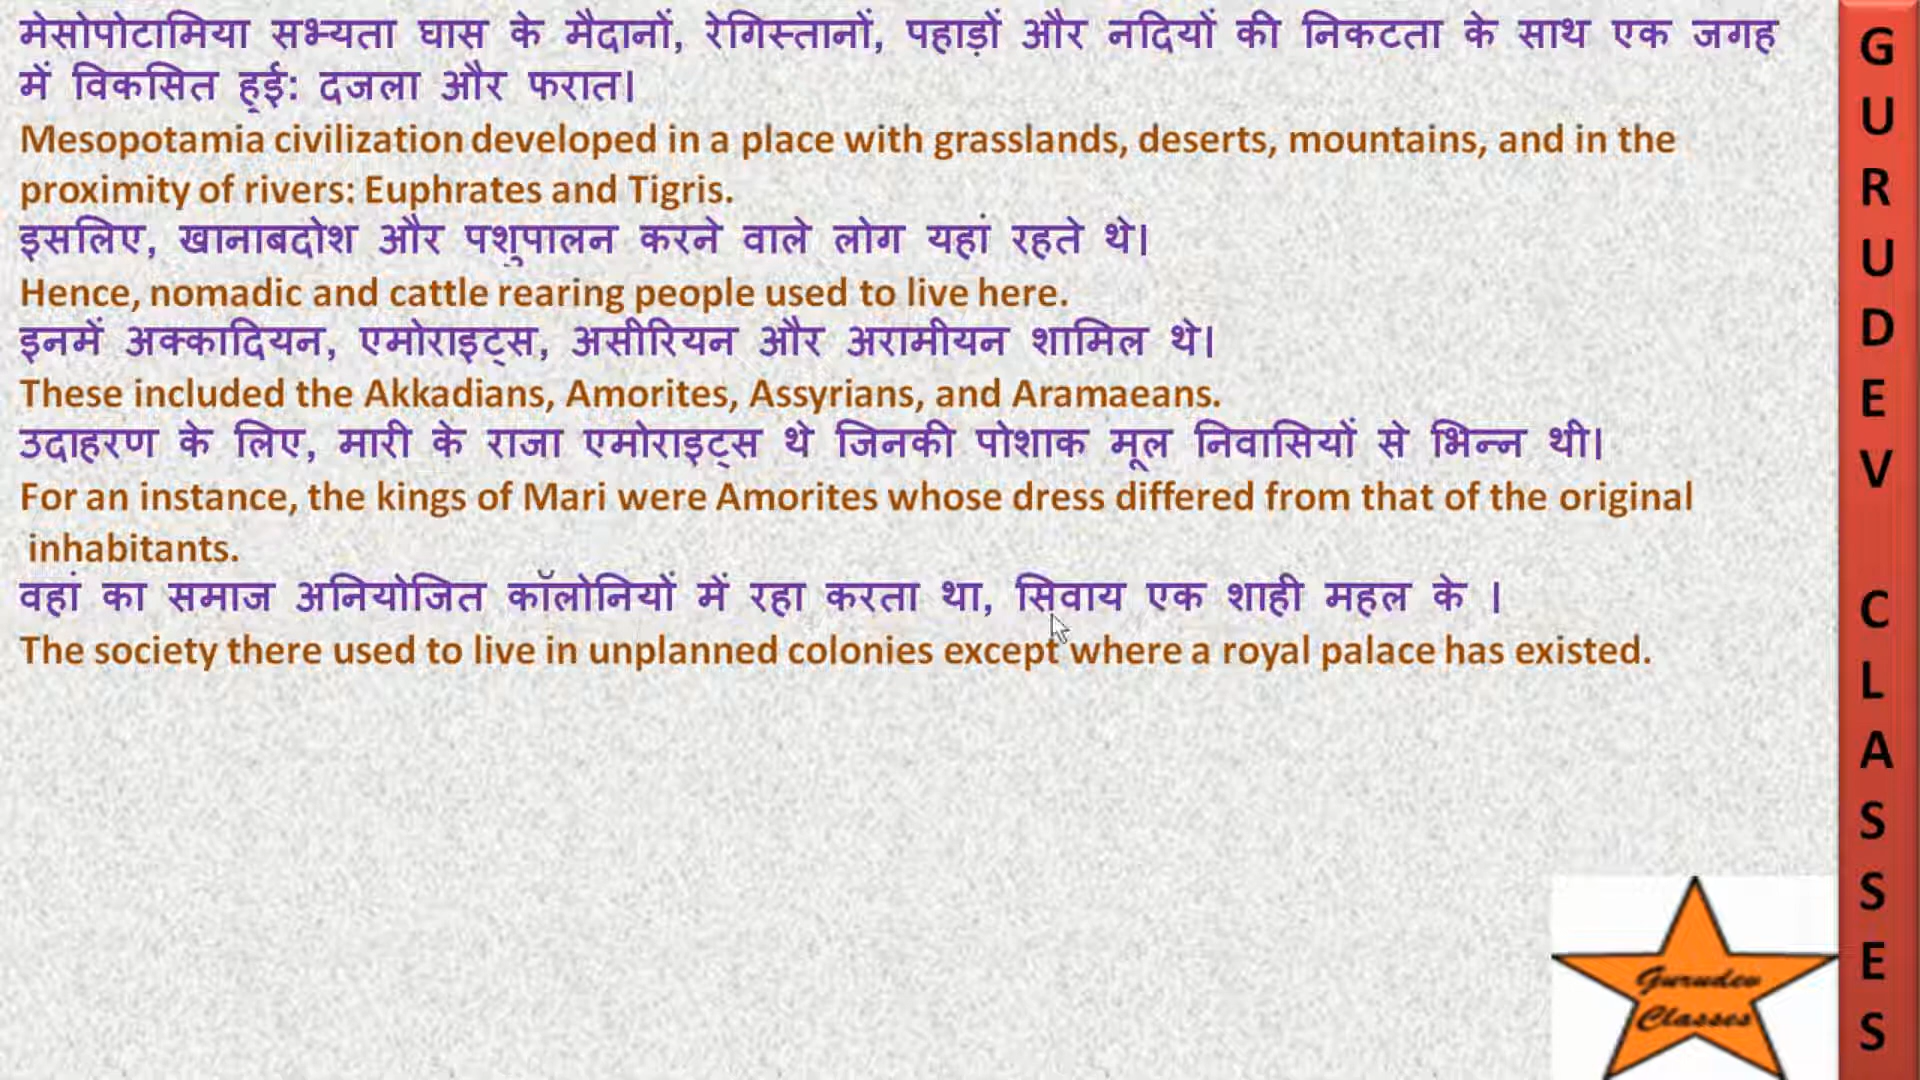 मेसोपोटामिया सभ्यता घास के मैदानों, रेगिस्तानों, पहाड़ों और नदियों की निकटता के साथ एक जगह
में विकसित हुई: दजला और फरात।
Mesopotamia civilization developed in a place with grasslands, deserts, mountains, and in the
proximity of rivers: Euphrates and Tigris.
इसलिए, खानाबदोश और पशुपालन करने वाले लोग यहां रहते थे।
Hence, nomadic and cattle rearing people used to live here.
इनमें अक्कादियन, एमोराइट्स, असीरियन और अरामीयन शामिल थे।
These included the Akkadians, Amorites, Assyrians, and Aramaeans.
उदाहरण के लिए, मारी के राजा एमोराइट्स थे जिनकी पोशाक मूल निवासियों से भिन्न थी।
For an instance, the kings of Mari were Amorites whose dress differed from that of the original
inhabitants.
वहां का समाज अनियोजित कॉलोनियों में रहा करता था, सिवाय एक शाही महल के ।
The society there used to live in unplanned colonies except where a royal palace has existed.
G
U
R
U
D
E
V
C
L
A
S
S
E
S
Gurudev
Classes